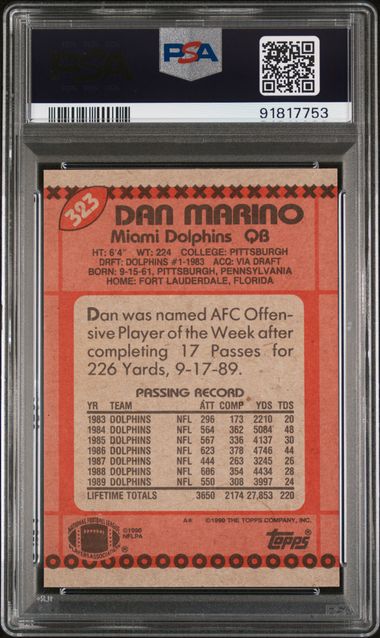 PSA
91817753
323
DAN MARINO
Miami Dolphins QB
HT: 6'4" WT: 224 COLLEGE: PITTSBURGH
DRFT: DOLPHINS #1-1983 ACQ: VIA DRAFT
BORN: 9-15-61, PITTSBURGH, PENNSYLVANIA
HOME: FORT LAUDERDALE, FLORIDA
Dan was named AFC Offen-
sive Player of the Week after
completing 17 Passes for
226 Yards, 9-17-89.
PASSING RECORD
YR TEAM ATT COMP YDS TDS
1983 DOLPHINS NFL 296 173 2210 20
1984 DOLPHINS NFL 564 362 5084 48
1985 DOLPHINS NFL 567 336 4137 30
1986 DOLPHINS NFL 623 378 4746 44
1987 DOLPHINS NFL 444 263 3245 26
1988 DOLPHINS NFL 606 354 4434 28
1989 DOLPHINS NFL 550 308 3997 24
LIFETIME TOTALS 3650 2174 27,853 220
A* ©1990 THE TOPPS COMPANY, INC.
NATIONAL FOOTBALL LEAGUE
PLAYERS ASSOCIATION
©1990
NFLPA
topps